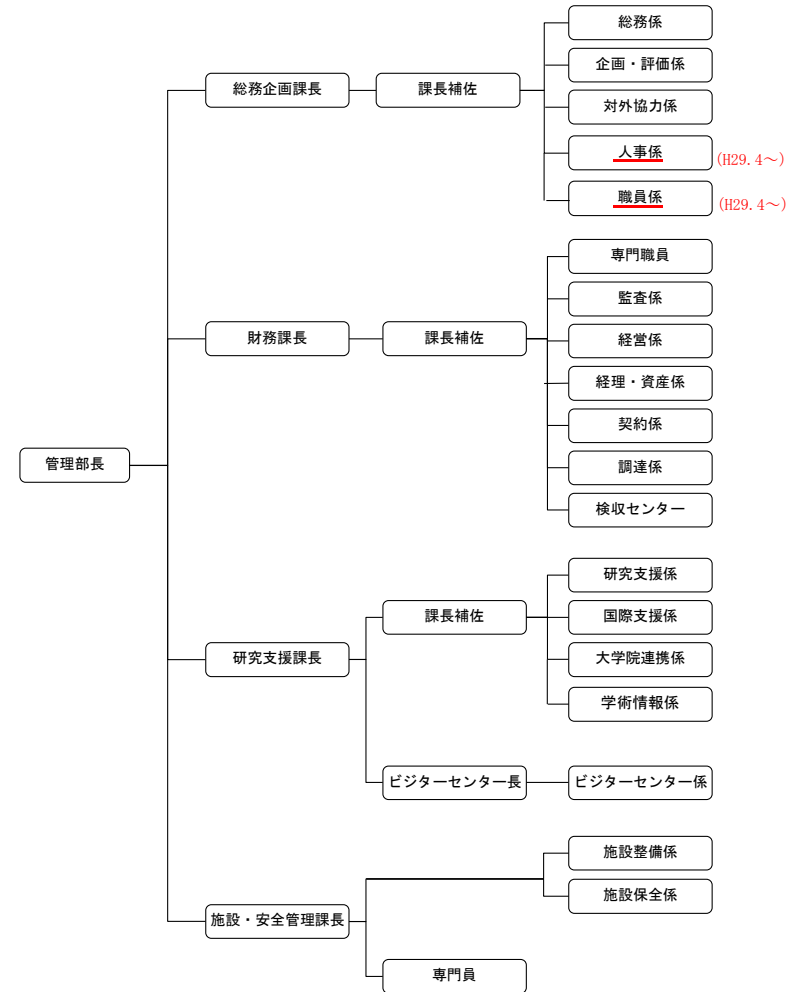 総務係
企画・評価係
総務企画課長
課長補佐
対外協力係
人事係
(H29.4～)
職員係
(H29.4～)
専門職員
監査係
財務課長
課長補佐
経営係
経理・資産係
契約係
管理部長
調達係
検収センター
研究支援係
課長補佐
国際支援係
研究支援課長
大学院連携係
学術情報係
ビジターセンター長
ビジターセンター係
施設整備係
施設保全係
施設・安全管理課長
専門員